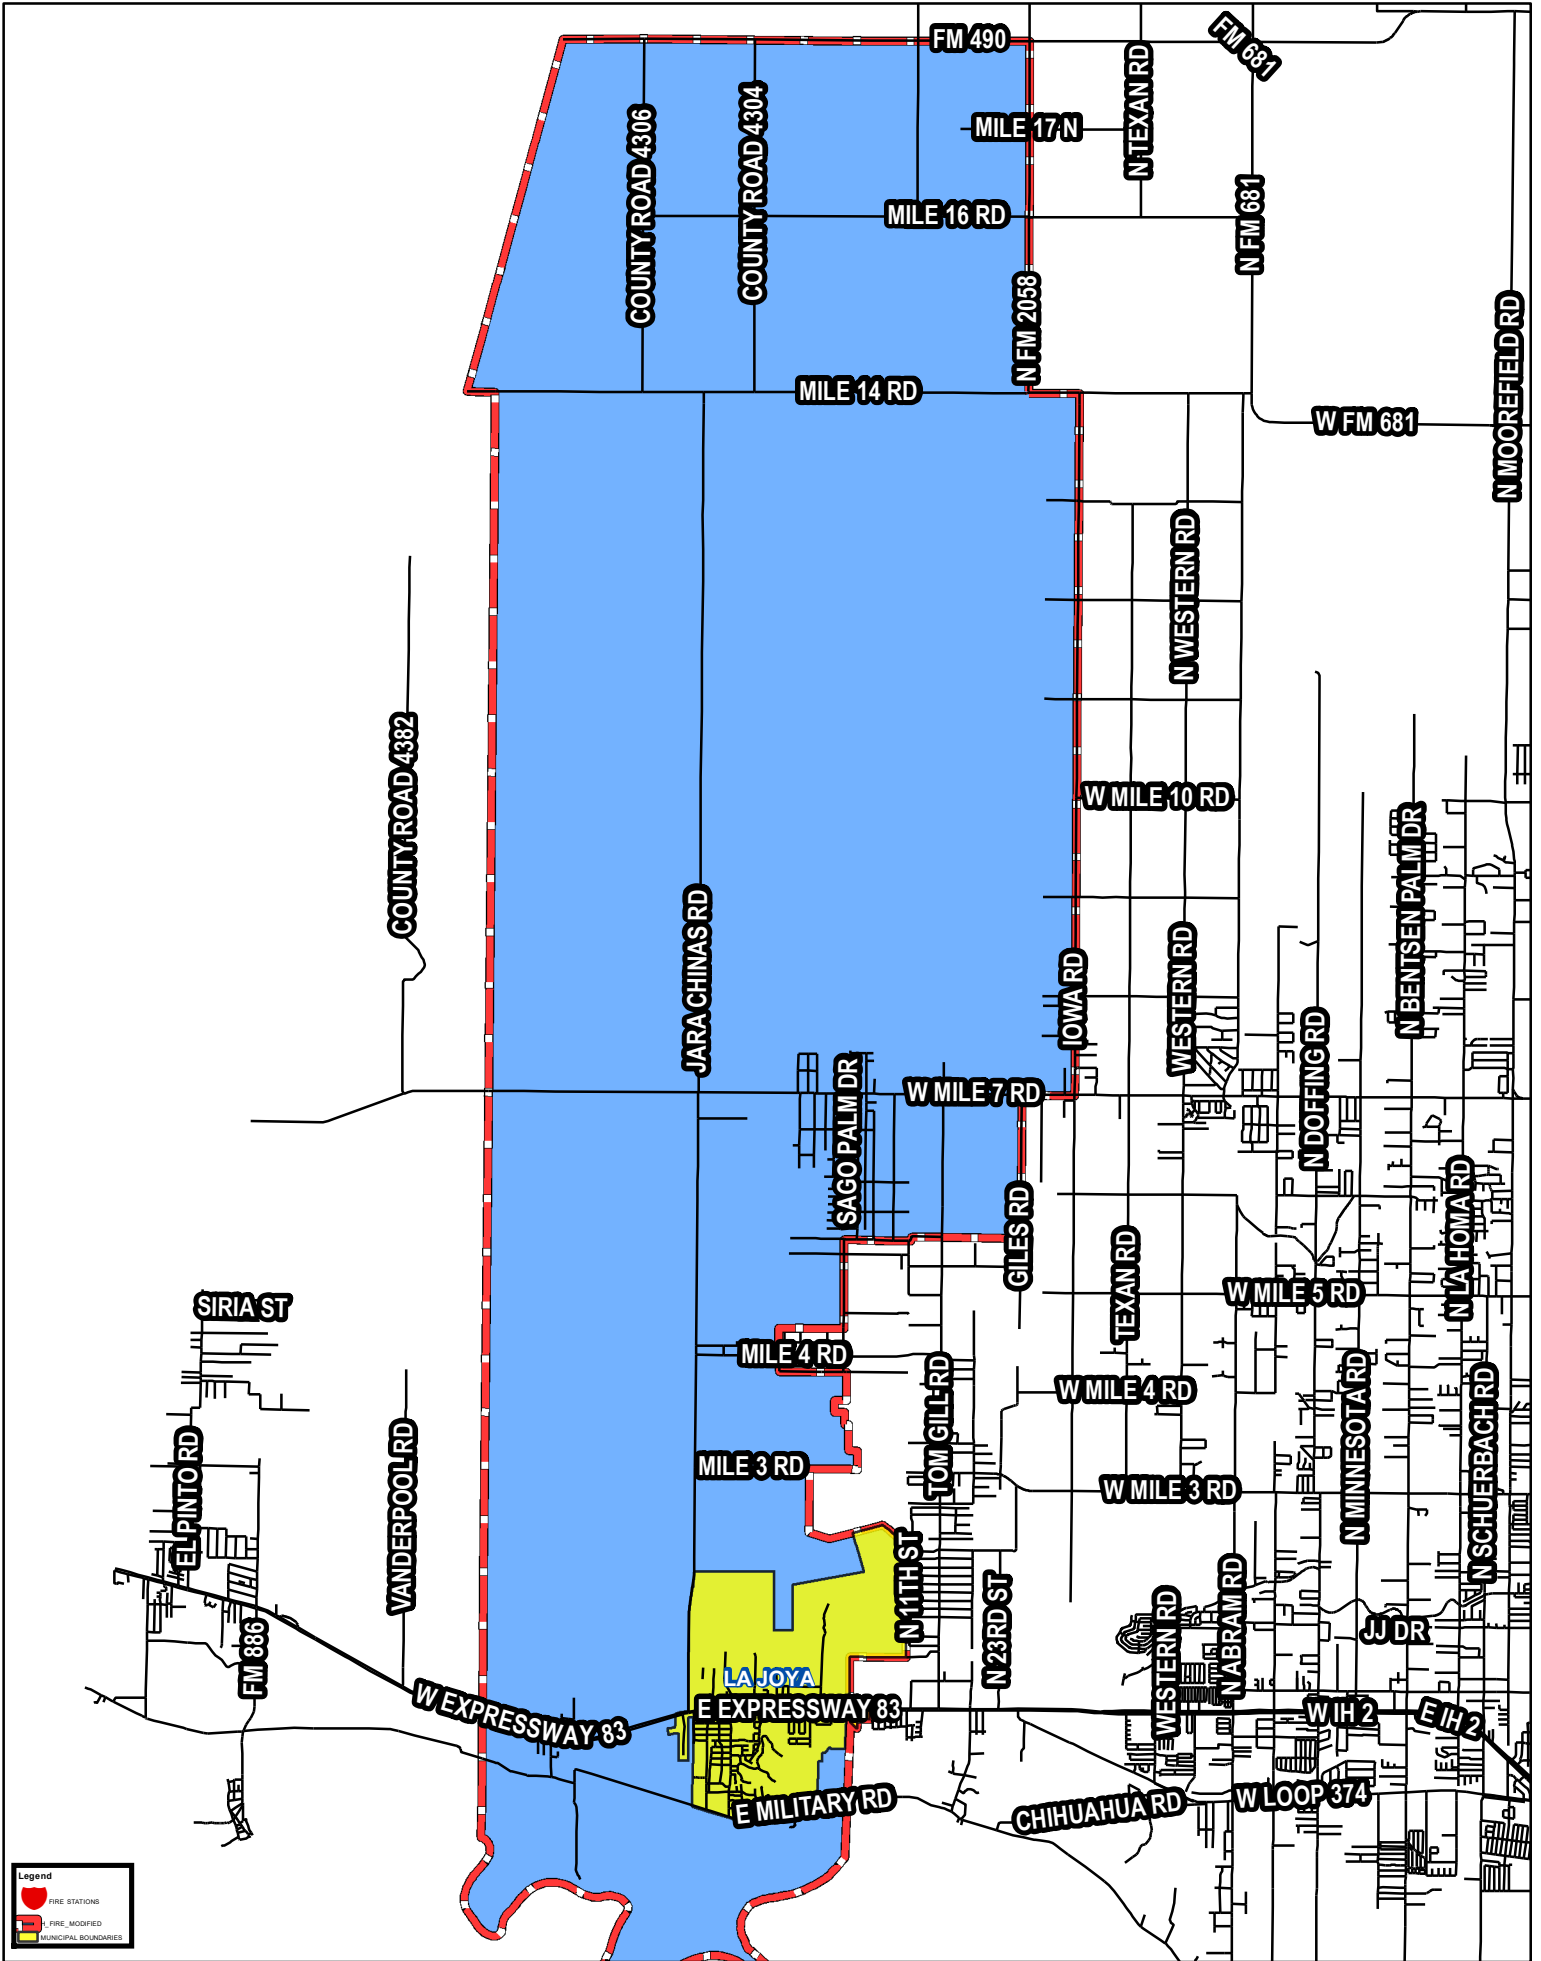 FM 490
FM 681
N TEXAN RD
COUNTY ROAD 4306
COUNTY ROAD 4304
MILE 17 N
N FM 681
MILE 16 RD
N FM 2058
N MOOREFIELD RD
MILE 14 RD
W FM 681
N WESTERN RD
COUNTY ROAD 4382
W MILE 10 RD
N BENTSEN PALM DR
JARA CHINAS RD
IOWA RD
WESTERN RD
N DOFFING RD
SAGO PALM DR
W MILE 7 RD
N LA HOMA RD
GILES RD
TEXAN RD
W MILE 5 RD
SIRIA ST
MILE 4 RD
TOM GILL RD
W MILE 4 RD
N MINNESOTA RD
N SCHUERBACH RD
EL PINTO RD
VANDERPOOL RD
MILE 3 RD
W MILE 3 RD
N 11TH ST
N 23RD ST
WESTERN RD
N ABRAM RD
JJ DR
FM 886
LA JOYA
W EXPRESSWAY 83
E EXPRESSWAY 83
W IH 2
E IH 2
E MILITARY RD
CHIHUAHUA RD
W LOOP 374
Legend
FIRE STATIONS
H_FIRE_MODIFIED
MUNICIPAL BOUNDARIES